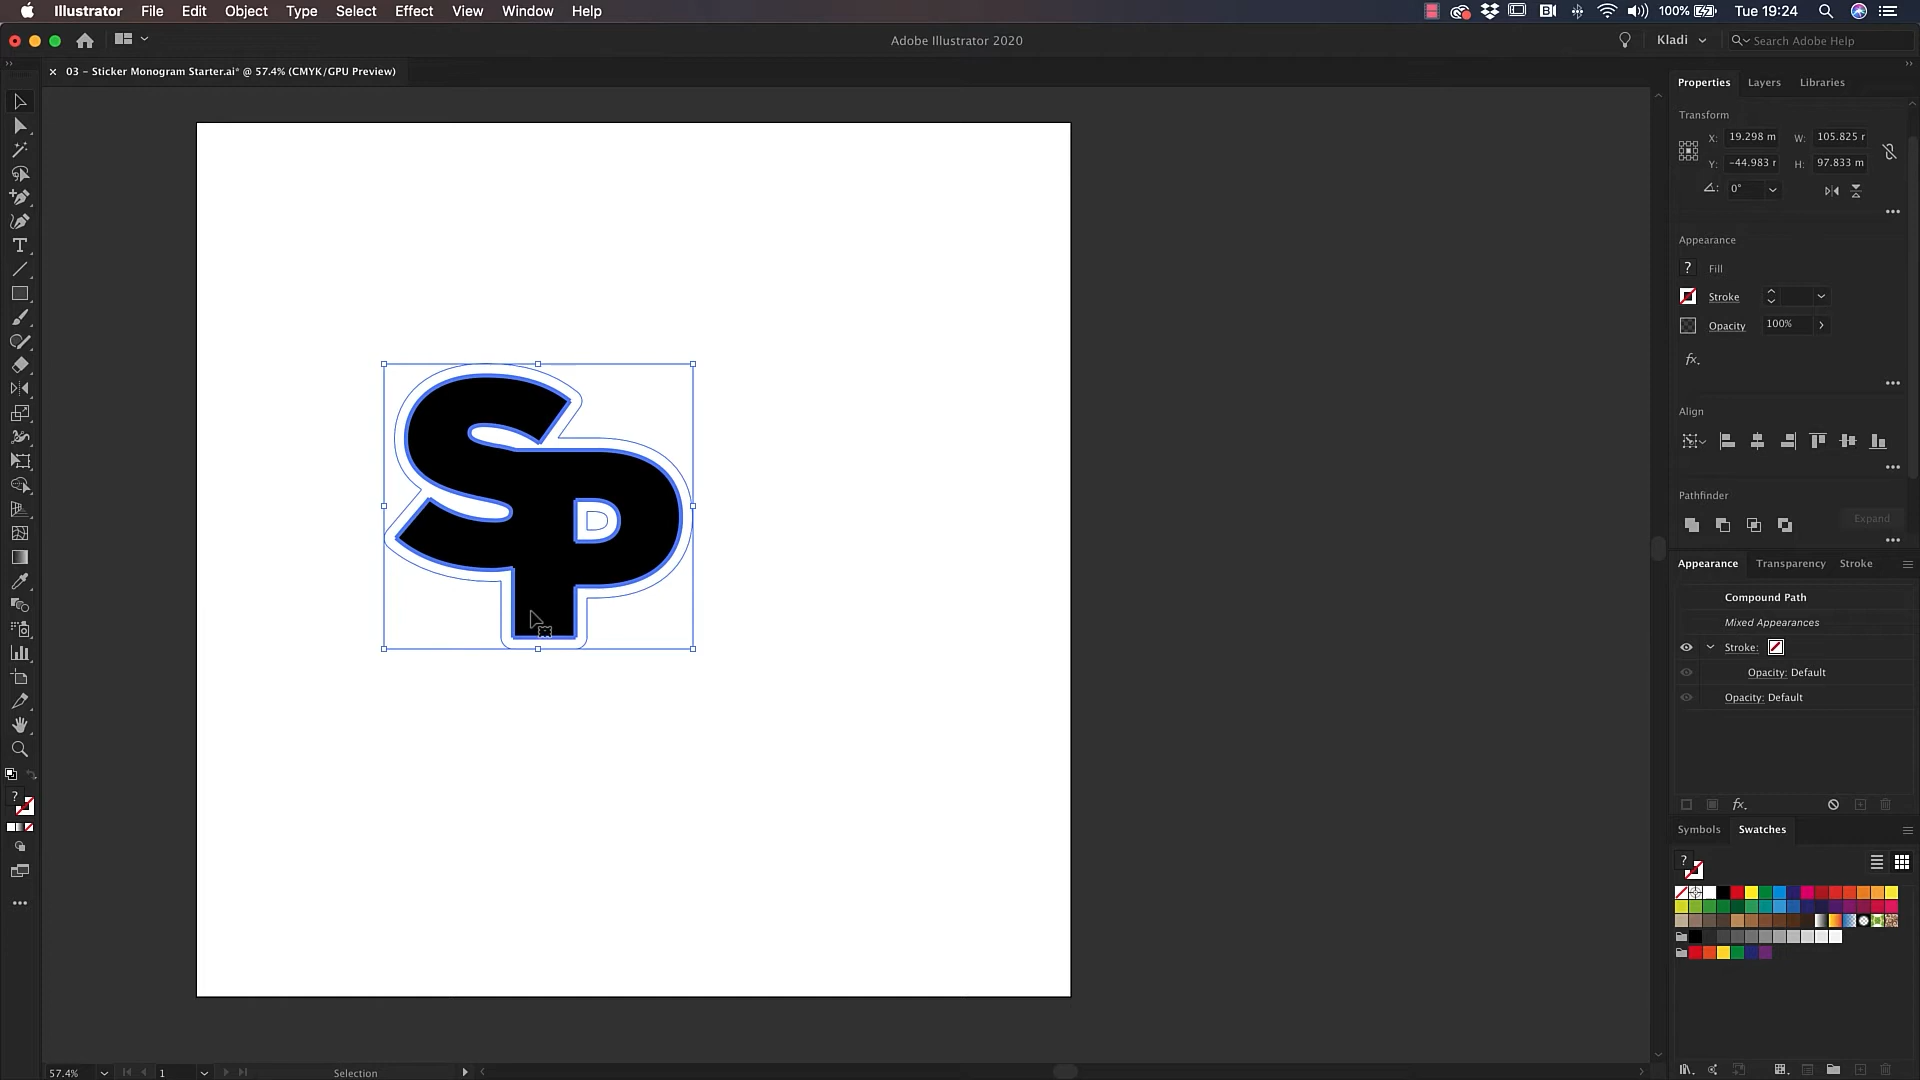 Illustrator File Edit Object Type Select Effect View Window Help
100% Tue 19:24
Adobe Illustrator 2020
Kladi
Search Adobe Help
03 - Sticker Monogram Starter.ai* @ 57.4% (CMYK/GPU Preview)
Properties Layers Libraries
Transform
X: 19.298 m W: 105.825 r
Y: -44.983 r H: 97.833 m
0°
Appearance
? Fill
Stroke
Opacity 100%
fx.
Align
Pathfinder
Expand
SP
Appearance Transparency Stroke
Compound Path
Mixed Appearances
Stroke:
Opacity: Default
Opacity: Default
fx.
Symbols Swatches
?
?
57.4% 1 Selection